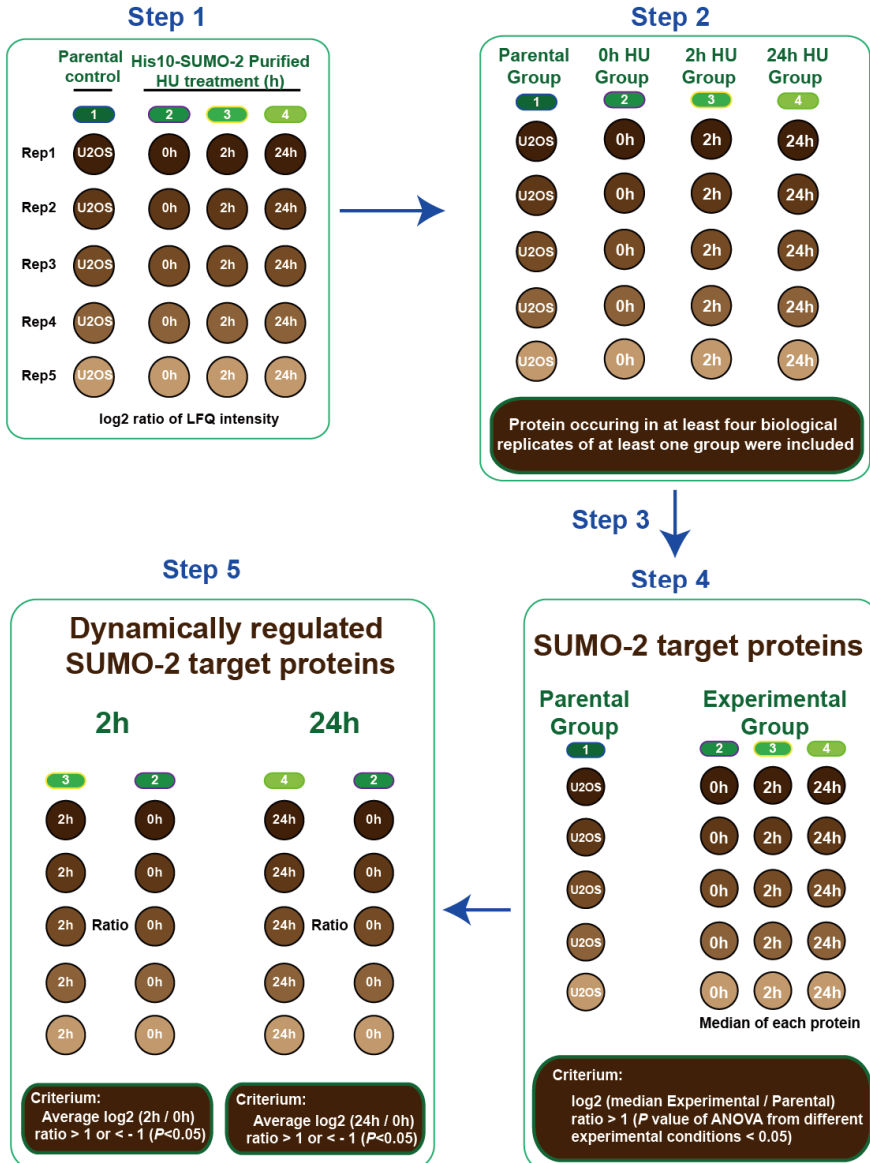 Step 1
Parental control
His10-SUMO-2 Purified HU treatment (h)
1 2 3 4
Rep1 U2OS 0h 2h 24h
Rep2 U2OS 0h 2h 24h
Rep3 U2OS 0h 2h 24h
Rep4 U2OS 0h 2h 24h
Rep5 U2OS 0h 2h 24h
log2 ratio of LFQ intensity
Step 2
Parental Group
0h HU Group
2h HU Group
24h HU Group
1 2 3 4
U2OS 0h 2h 24h
U2OS 0h 2h 24h
U2OS 0h 2h 24h
U2OS 0h 2h 24h
U2OS 0h 2h 24h
Protein occuring in at least four biological
replicates of at least one group were included
Step 3
Step 4
SUMO-2 target proteins
Parental Group
Experimental Group
1 2 3 4
U2OS 0h 2h 24h
U2OS 0h 2h 24h
U2OS 0h 2h 24h
U2OS 0h 2h 24h
U2OS 0h 2h 24h
Median of each protein
Criterium:
log2 (median Experimental / Parental)
ratio > 1 (P value of ANOVA from different
experimental conditions < 0.05)
Step 5
Dynamically regulated
SUMO-2 target proteins
2h
3 2
2h 0h
2h 0h
2h Ratio 0h
2h 0h
2h 0h
Criterium:
Average log2 (2h / 0h)
ratio > 1 or < - 1 (P<0.05)
24h
4 2
24h 0h
24h 0h
24h Ratio 0h
24h 0h
24h 0h
Criterium:
Average log2 (24h / 0h)
ratio > 1 or < - 1 (P<0.05)